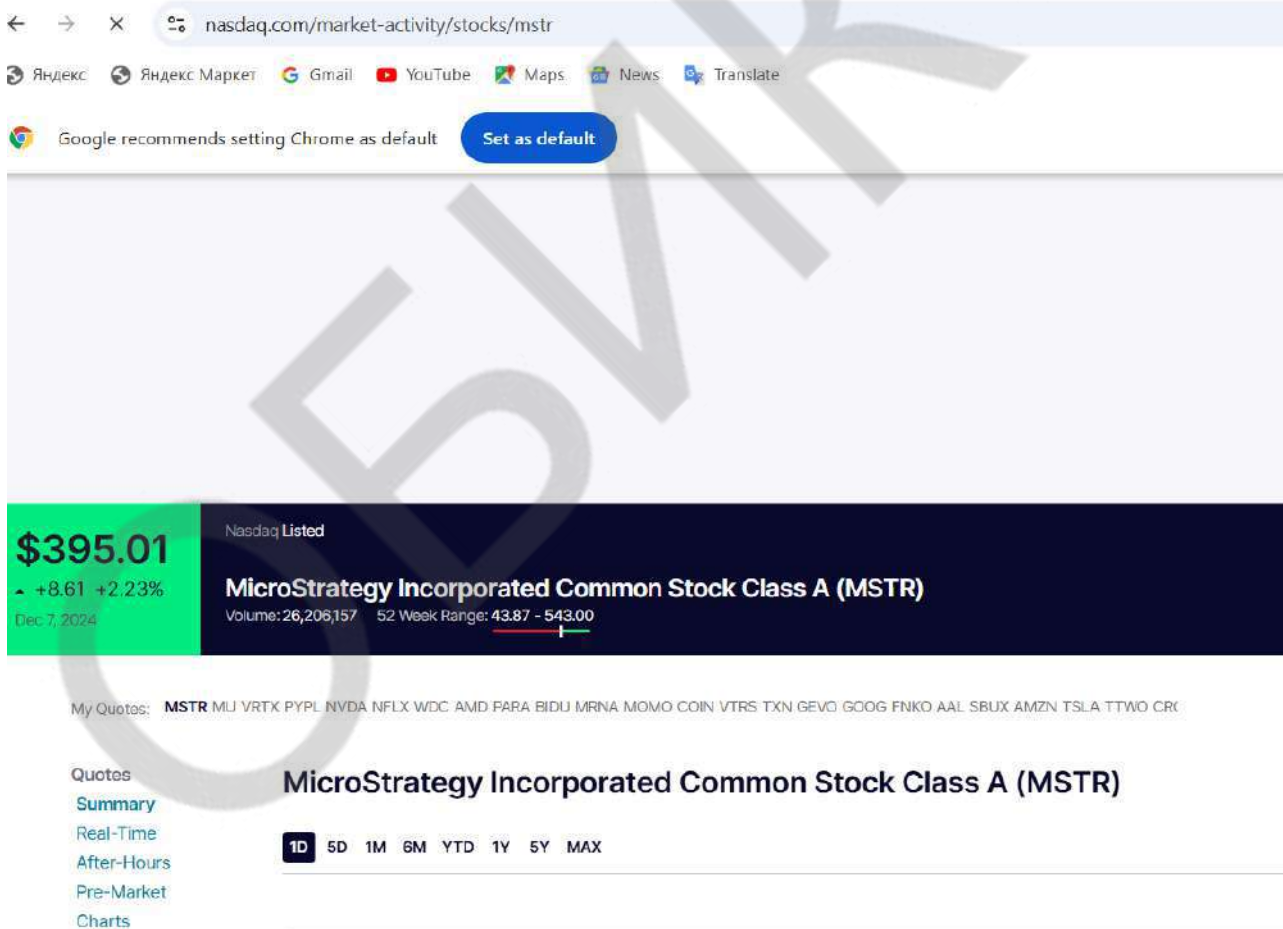 nasdaq.com/market-activity/stocks/mstr
Яндекс Яндекс Маркет Gmail YouTube Maps News Translate
Google recommends setting Chrome as default Set as default
ОБИК
Nasdaq Listed
$395.01
+8.61 +2.23%
Dec 7, 2024
MicroStrategy Incorporated Common Stock Class A (MSTR)
Volume: 26,206,157 52 Week Range: 43.87 - 543.00
My Quotes: MSTR MU VRTX PYPL NVDA NFLX WDC AMD PARA BIDU MRNA MOMO COIN VTRS TXN GEVO GOOG FNKO AAL SBUX AMZN TSLA TTWO
Quotes
Summary
Real-Time
After-Hours
Pre-Market
Charts
MicroStrategy Incorporated Common Stock Class A (MSTR)
1D 5D 1M 6M YTD 1Y 5Y MAX